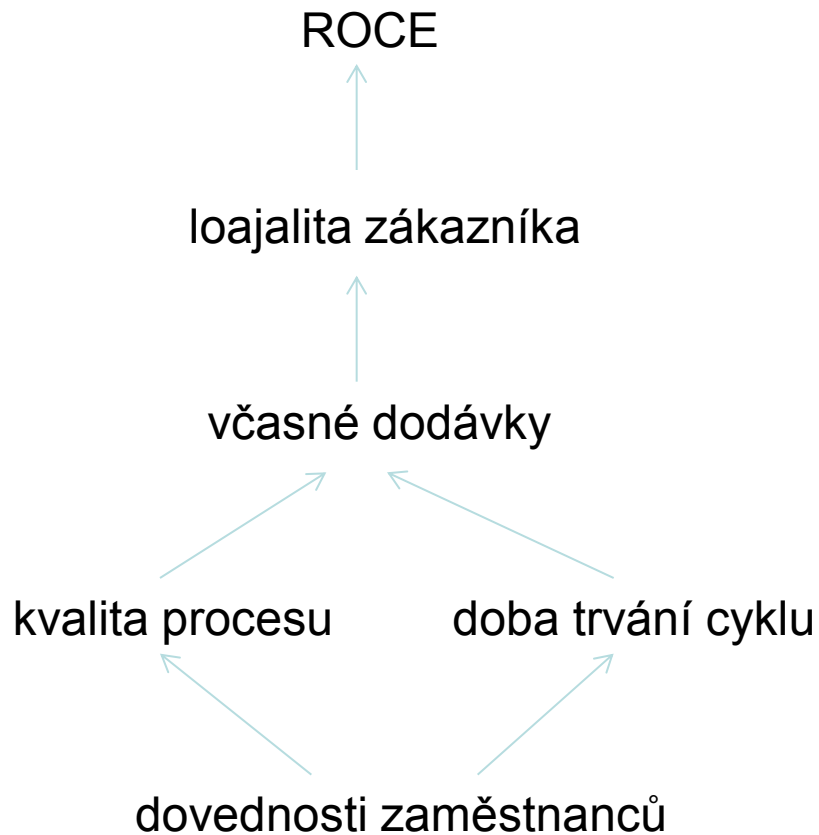 ROCE
loajalita zákazníka
včasné dodávky
kvalita procesu
doba trvání cyklu
dovednosti zaměstnanců